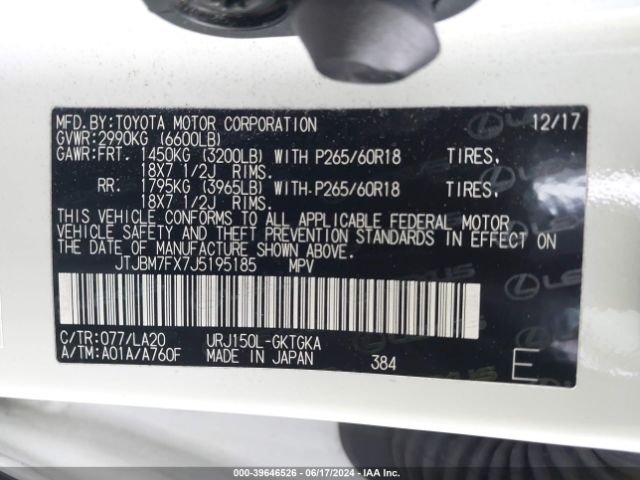 MFD.BY:TOYOTA MOTOR CORPORATION 12/17
GVWR:2990KG (6600LB)
GAWR:FRT. 1450KG (3200LB) WITH P265/60R18 TIRES,
18X7 1/2J RIMS.
RR. 1795KG (3965LB) WITH P265/60R18 TIRES,
18X7 1/2J RIMS.
THIS VEHICLE CONFORMS TO ALL APPLICABLE FEDERAL MOTOR
VEHICLE SAFETY AND THEFT PREVENTION STANDARDS IN EFFECT ON
THE DATE OF MANUFACTURE SHOWN ABOVE.
JTJBM7FX7J5195185 MPV
C/TR:077/LA20 URJ150L-GKTGKA
A/TM:A01A/A760F MADE IN JAPAN 384 E
LEXUS
000-39646526 - 06/17/2024 - IAA Inc.